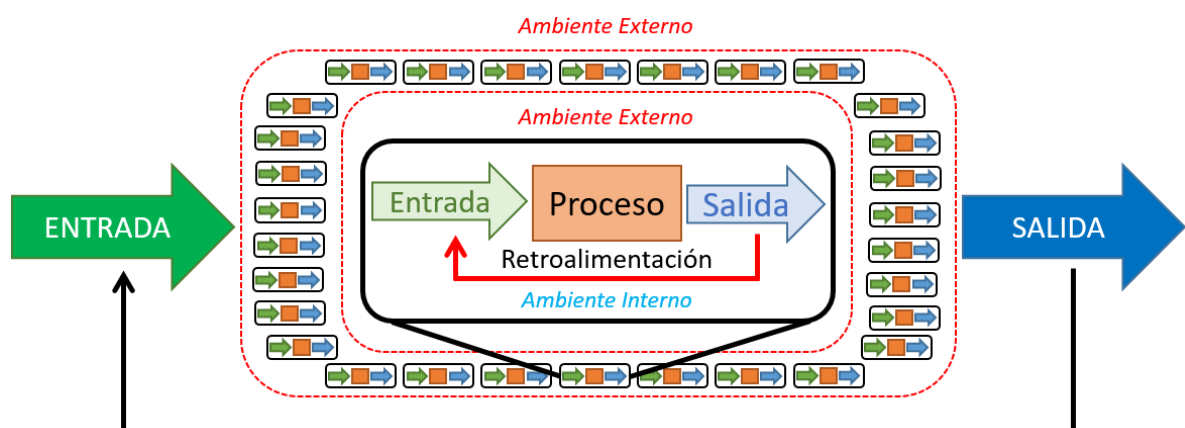 Ambiente Externo
Ambiente Externo
Entrada
Proceso
Salida
ENTRADA
SALIDA
Retroalimentación
Ambiente Interno